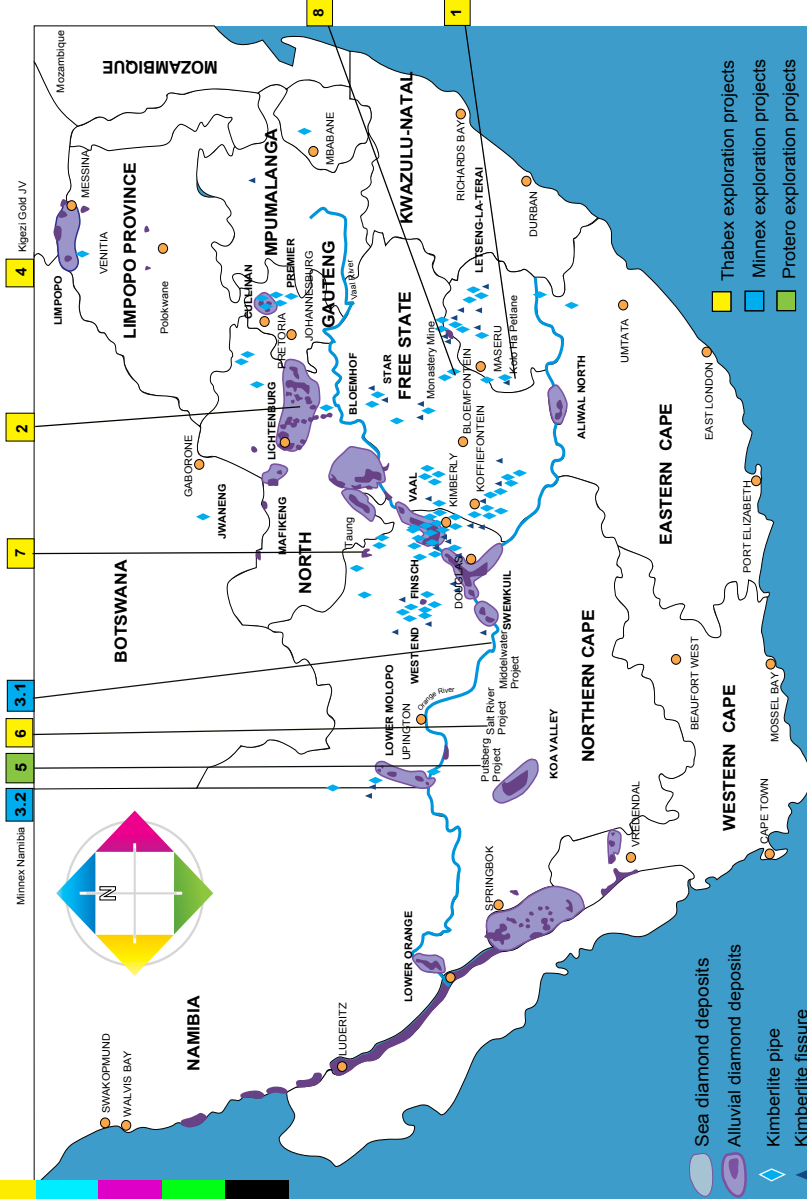 Minnex Namibia
3.2
5
6
3.1
7
2
4
Kigezi Gold JV
8
1
Mozambique
MOZAMBIQUE
N
SWAKOPMUND
WALVIS BAY
NAMIBIA
LUDERITZ
BOTSWANA
GABORONE
JWANENG
LIMPOPO
MESSINA
VENITIA
LIMPOPO PROVINCE
Polokwane
MPUMALANGA
MBABANE
CULLINAN
PREMIER
PRETORIA
JOHANNESBURG
GAUTENG
Vaal River
LICHTENBURG
MAFIKENG
NORTH
BLOEMHOF
Taung
STAR
FREE STATE
KWAZULU-NATAL
RICHARDS BAY
DURBAN
LETSENG-LA-TERAI
Monastery Mine
MASERU
Kolo Ha Petlane
BLOEMFONTEIN
VAAL
KIMBERLY
KOFFIEFONTEIN
FINSCH
WESTEND
DOUGLAS
SWEMKUIL
LOWER MOLOPO
UPINGTON
Orange River
Middelwater
Project
Salt River
Project
Putsberg
Project
KOA VALLEY
NORTHERN CAPE
ALIWAL NORTH
UMTATA
EASTERN CAPE
EAST LONDON
PORT ELIZABETH
LOWER ORANGE
SPRINGBOK
VREDENDAL
WESTERN CAPE
BEAUFORT WEST
CAPE TOWN
MOSSEL BAY
Sea diamond deposits
Alluvial diamond deposits
Kimberlite pipe
Kimberlite fissure
Thabex exploration projects
Minnex exploration projects
Protero exploration projects